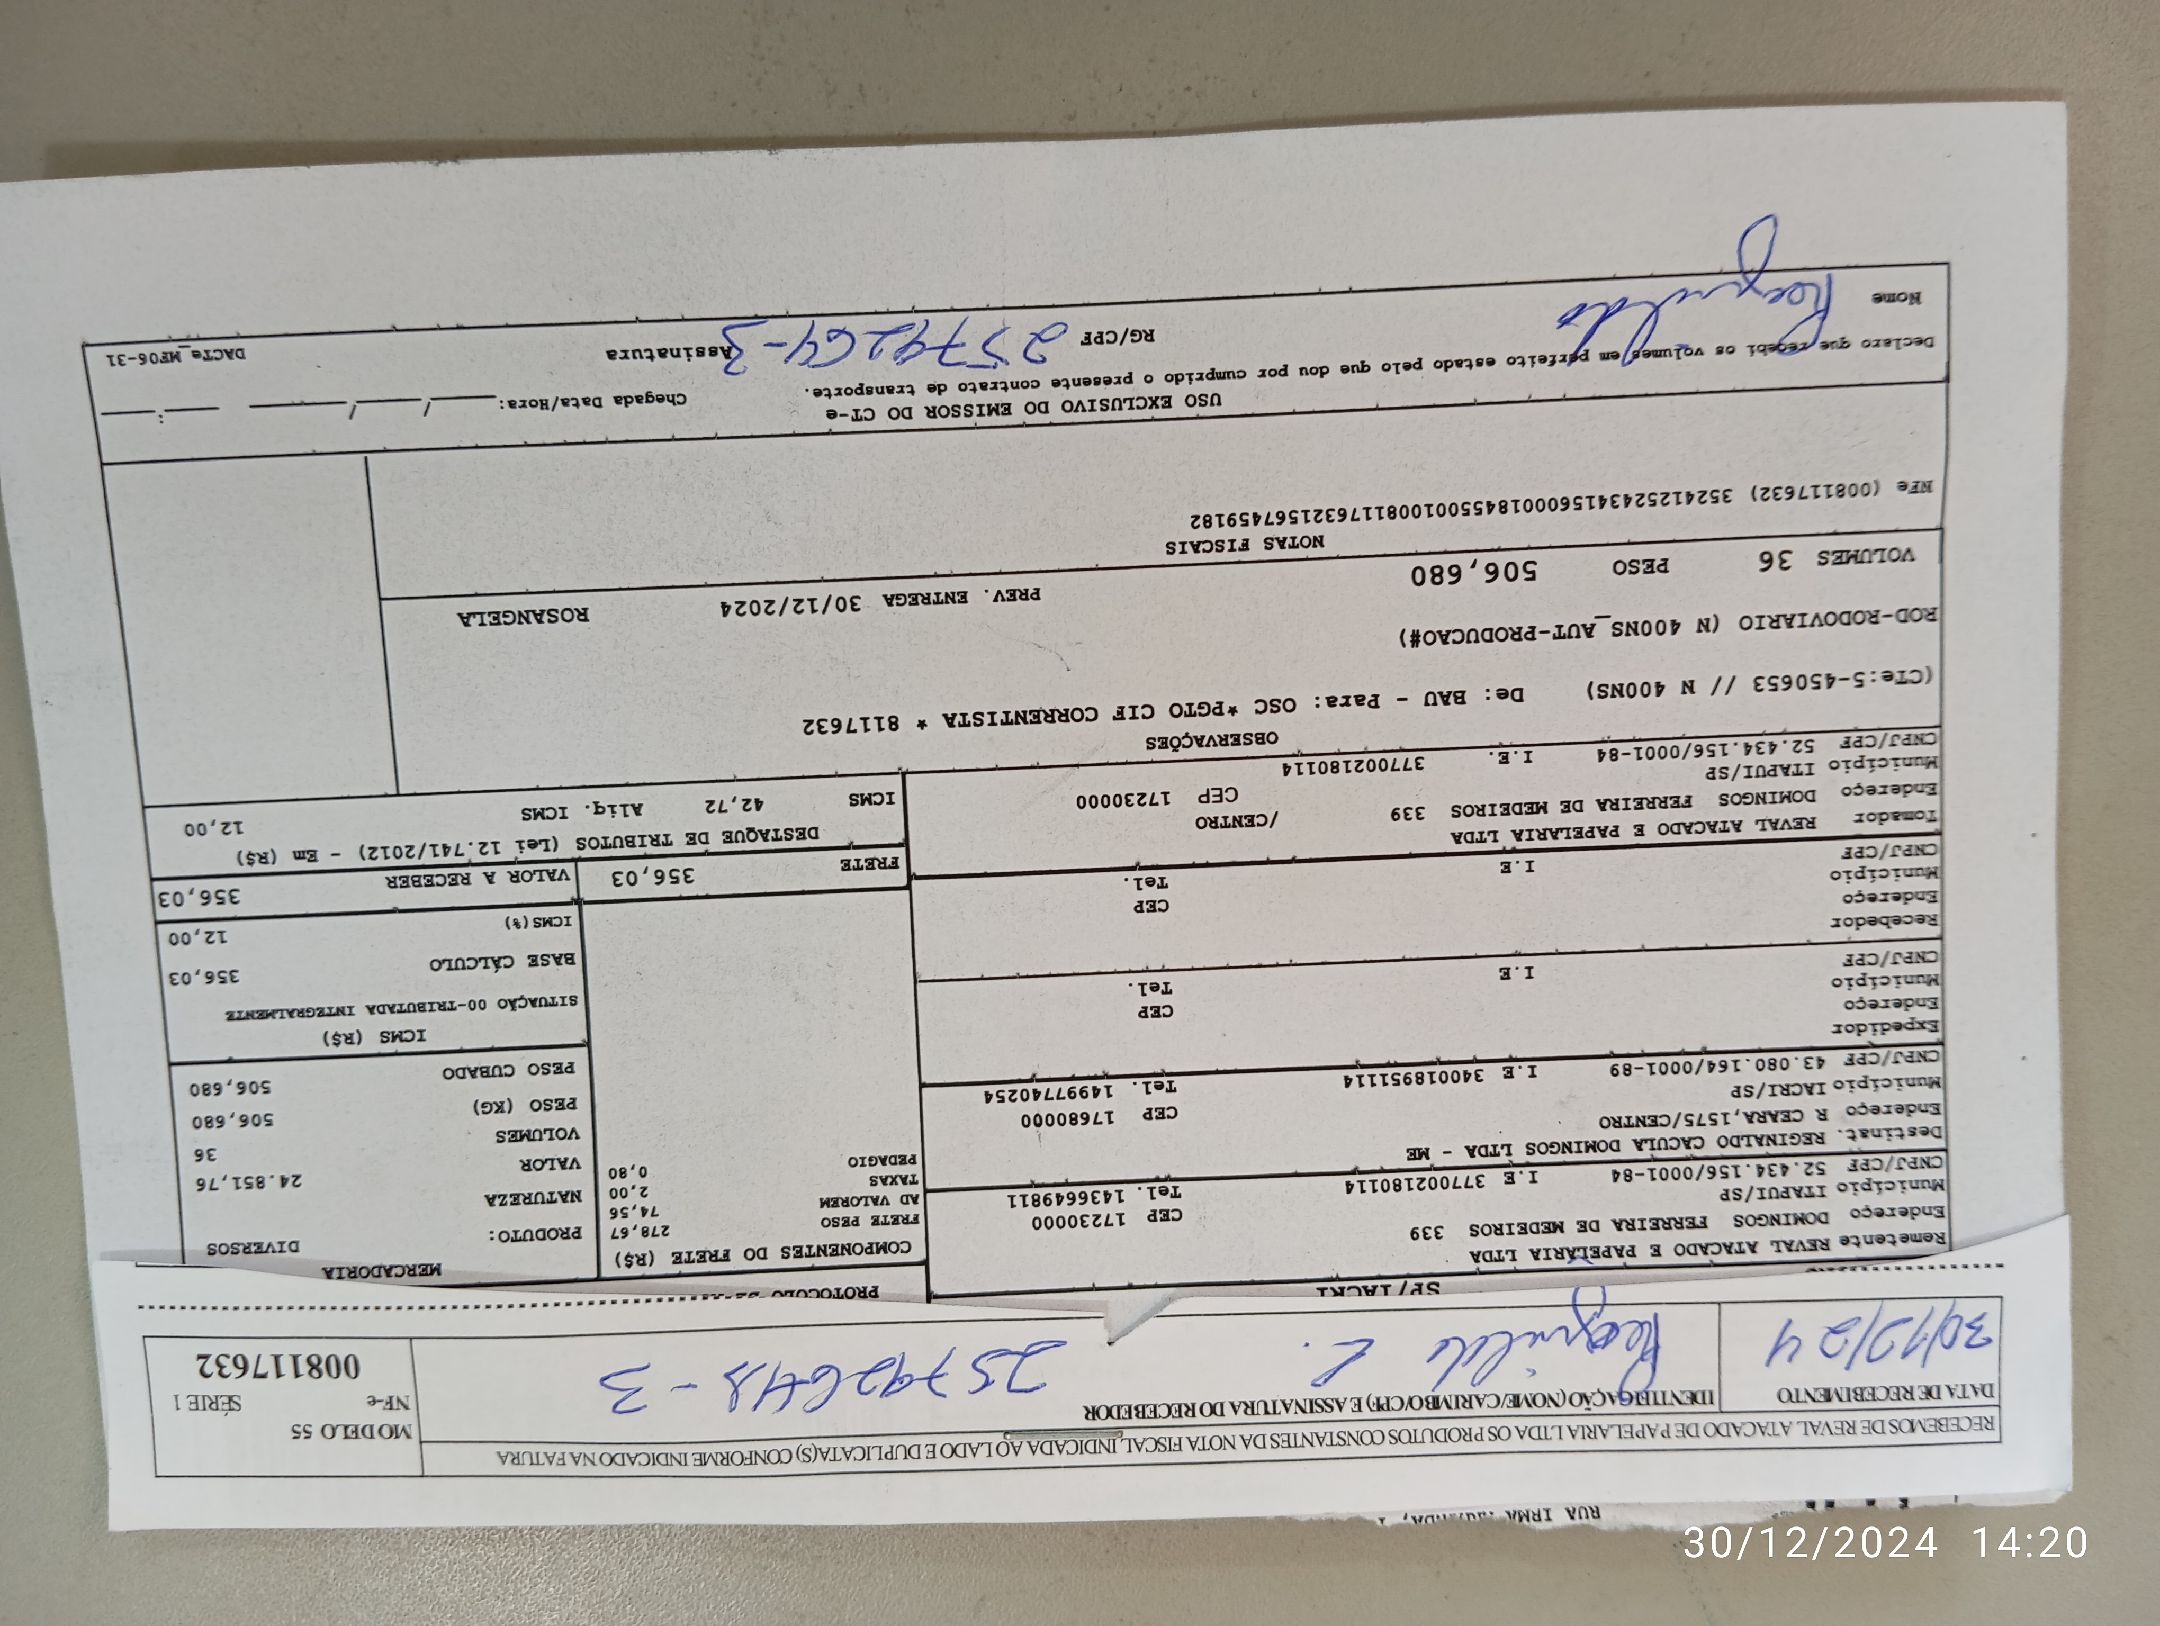 RUA IRMA
RECEBEMOS DE REVAL ATACADO DE PAPELARIA LTDA OS PRODUTOS CONSTANTES DA NOTA FISCAL INDICADA AO LADO E DUPLICATA(S) CONFORME INDICADO NA FATURA
MODELO 55
NF-e SÉRIE 1
008117632
DATA DE RECEBIMENTO
30/12/24
IDENTIFICAÇÃO (NOME/CARIMBO/CPF) E ASSINATURA DO RECEBEDOR
Reginaldo
SP/IACRI
PROTOCOLO
Remetente REVAL ATACADO E PAPELARIA LTDA
Endereço DOMINGOS FERREIRA DE MEDEIROS 339
Município ITAPUI/SP CEP 17230000
CNPJ/CPF 52.434.156/0001-84 I.E 377002180114 Tel. 1436649811
Destinat. REGINALDO CACULA DOMINGOS LTDA - ME
Endereço R CEARA,1575/CENTRO
Município IACRI/SP CEP 17680000
CNPJ/CPF 43.080.164/0001-89 I.E 340018951114 Tel. 14997740254
Expedidor
Endereço
Município CEP
CNPJ/CPF I.E Tel.
Recebedor
Endereço
Município CEP
CNPJ/CPF I.E Tel.
Tomador REVAL ATACADO E PAPELARIA LTDA
Endereço DOMINGOS FERREIRA DE MEDEIROS 339 /CENTRO
Município ITAPUI/SP CEP 17230000
CNPJ/CPF 52.434.156/0001-84 I.E. 377002180114
COMPONENTES DO FRETE (R$)
FRETE PESO 278,67
AD VALOREM 74,56
TAXAS 2,00
PEDAGIO 0,80
FRETE 356,03
MERCADORIA
PRODUTO: DIVERSOS
NATUREZA
VALOR 24.851,76
VOLUMES 36
PESO (KG) 506,680
PESO CUBADO 506,680
ICMS (R$)
SITUAÇÃO 00-TRIBUTADA INTEGRALMENTE
BASE CÁLCULO 356,03
ICMS(%) 12,00
VALOR A RECEBER 356,03
DESTAQUE DE TRIBUTOS (Lei 12.741/2012) - Em (R$)
ICMS 42,72 Aliq. ICMS 12,00
OBSERVAÇÕES
(CTe:5-450653 // N 400NS) De: BAU - Para: OSC *PGTO CIF CORRENTISTA * 8117632
ROD-RODOVIARIO (N 400NS_AUT-PRODUCAO#)
PREV. ENTREGA 30/12/2024 ROSANGELA
VOLUMES 36 PESO 506,680
NOTAS FISCAIS
NFe (008117632) 35241252434156000184550010081176321567459182
USO EXCLUSIVO DO EMISSOR DO CT-e
Declaro que recebi os volumes em perfeito estado pelo que dou por cumprido o presente contrato de transporte.
Chegada Data/Hora: ____/____/____ __:__
Nome Reginaldo RG/CPF Assinatura
DACTe_MF06-31
30/12/2024 14:20